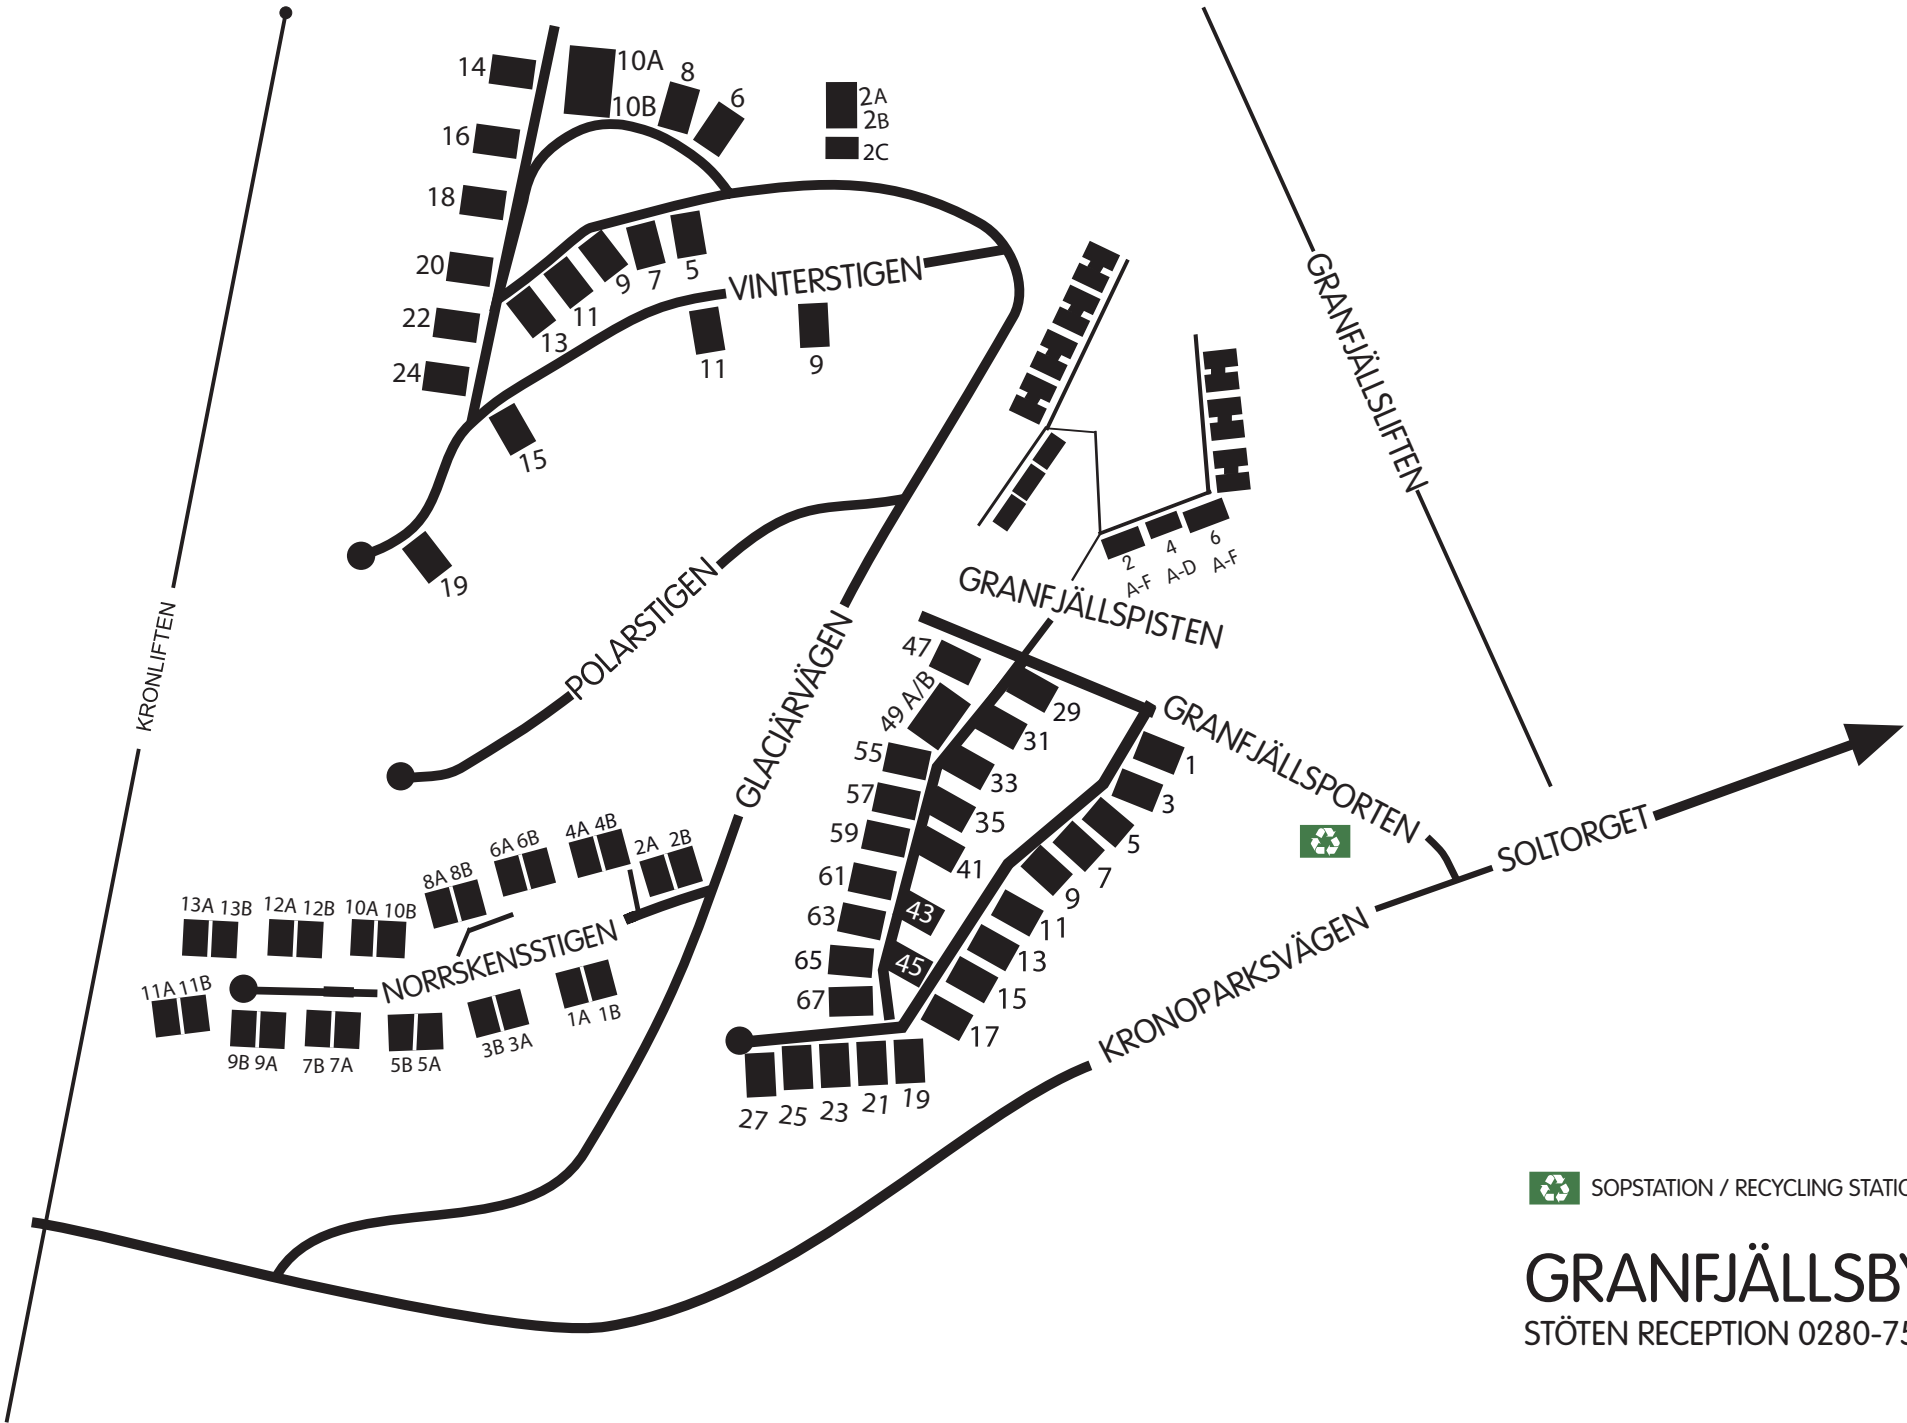 14
10A
8
10B
6
2A
2B
2C
16
18
20
22
24
13
11
9
7
5
VINTERSTIGEN
11
9
15
19
KRONLIFTEN
GRANFJÄLLSLIFTEN
2
A-F
4
A-D
6
A-F
POLARSTIGEN
GLACIÄRVÄGEN
GRANFJÄLLSPISTEN
GRANFJÄLLSPORTEN
47
49 A/B
55
57
59
61
63
65
67
29
31
33
35
41
43
45
1
3
5
7
9
11
13
15
17
27
25
23
21
19
SOLTORGET
KRONOPARKSVÄGEN
8A 8B
6A 6B
4A 4B
2A 2B
13A 13B
12A 12B
10A 10B
NORRSKENSSTIGEN
11A 11B
9B 9A
7B 7A
5B 5A
3B 3A
1A 1B
SOPSTATION / RECYCLING STATIO
GRANFJÄLLSBY
STÖTEN RECEPTION 0280-75